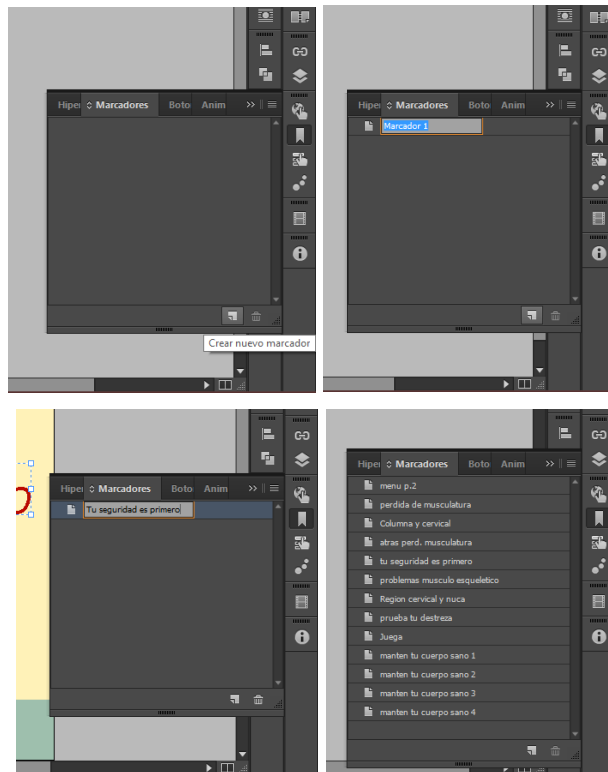 Hiper Marcadores Boto Anim
Crear nuevo marcador
Hiper Marcadores Boto Anim
Marcador 1
Hiper Marcadores Boto Anim
Tu seguridad es primero
Hiper Marcadores Boto Anim
menu p.2
perdida de musculatura
Columna y cervical
atras perd. musculatura
tu seguridad es primero
problemas musculo esqueletico
Region cervical y nuca
prueba tu destreza
Juega
manten tu cuerpo sano 1
manten tu cuerpo sano 2
manten tu cuerpo sano 3
manten tu cuerpo sano 4